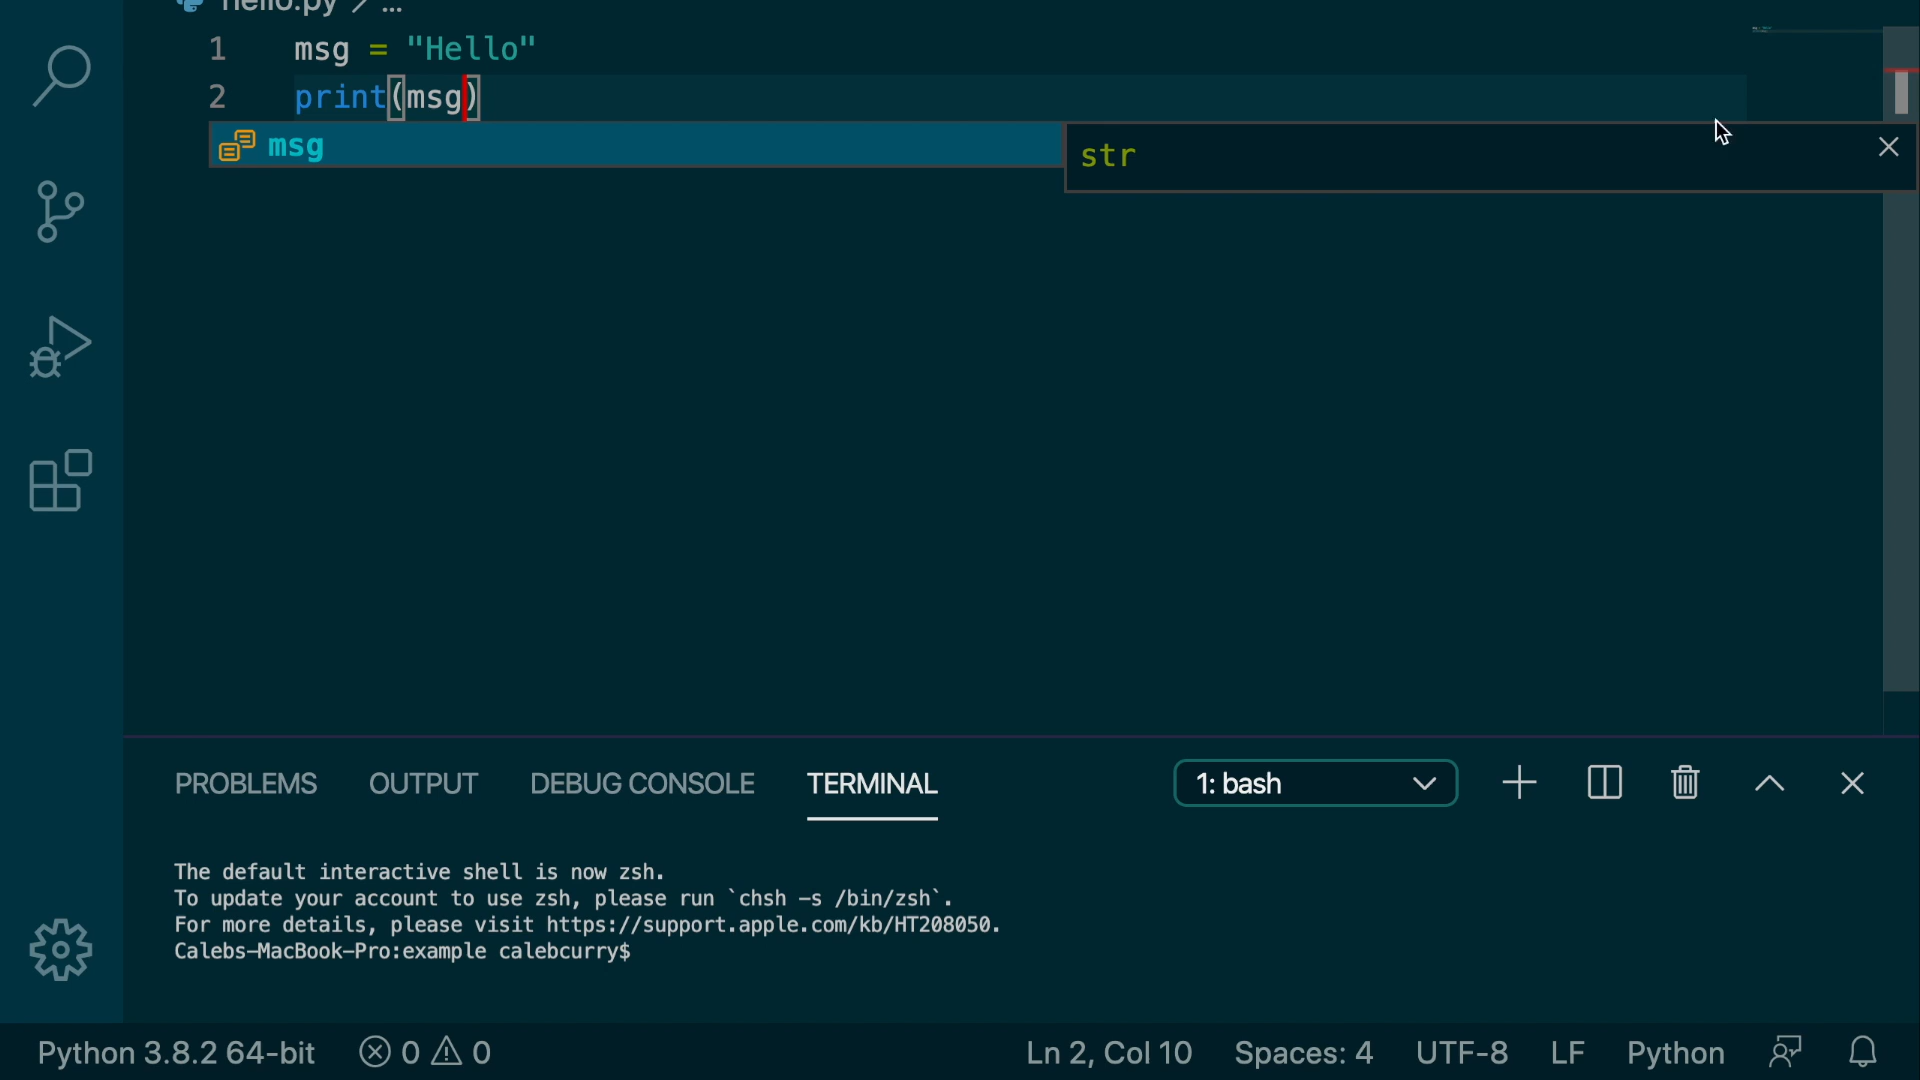 hello.py > ...
1 msg = "Hello"
2 print(msg)
msg
str
PROBLEMS OUTPUT DEBUG CONSOLE TERMINAL 1: bash
The default interactive shell is now zsh.
To update your account to use zsh, please run `chsh -s /bin/zsh`.
For more details, please visit https://support.apple.com/kb/HT208050.
Calebs-MacBook-Pro:example calebcurry$
Python 3.8.2 64-bit 0 0 Ln 2, Col 10 Spaces: 4 UTF-8 LF Python